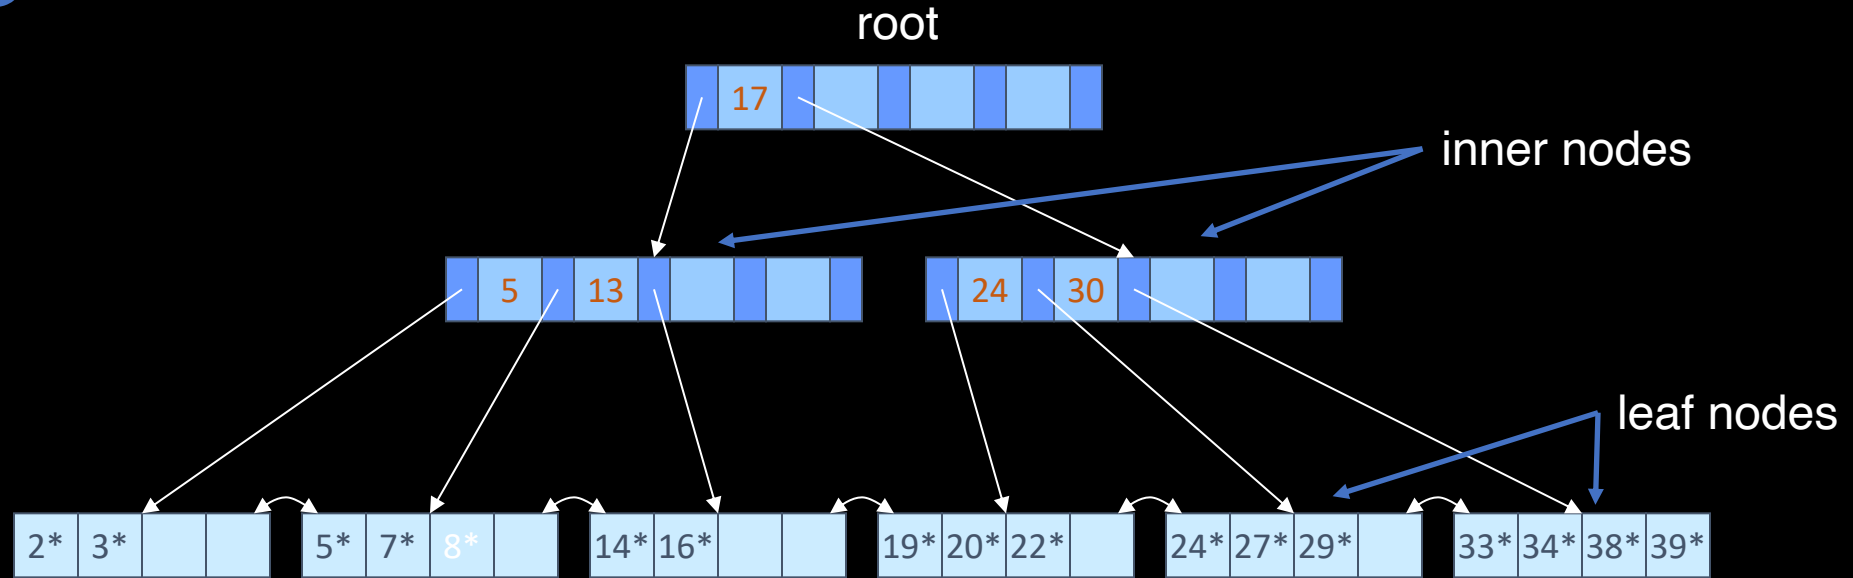 root
17
inner nodes
5 13
24 30
leaf nodes
2* 3*
5* 7* 8*
14* 16*
19* 20* 22*
24* 27* 29*
33* 34* 38* 39*